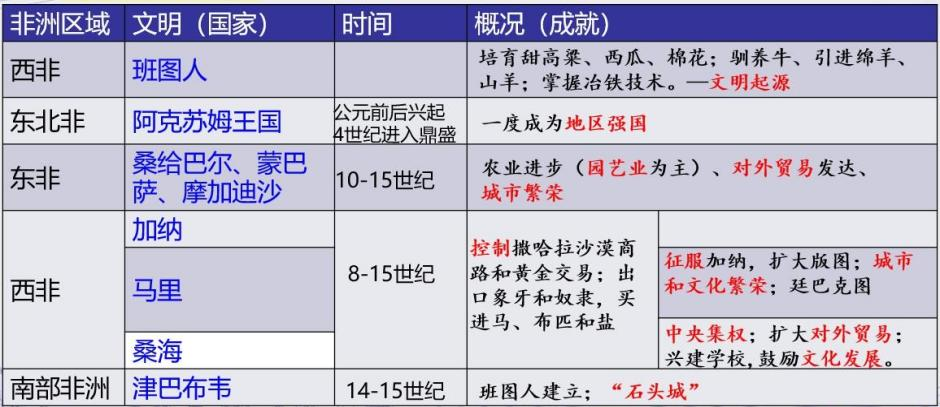 非洲区域 文明（国家） 时间 概况（成就）
西非 班图人 培育甜高粱、西瓜、棉花；驯养牛、引进绵羊、
山羊；掌握冶铁技术。—文明起源
东北非 阿克苏姆王国 公元前后兴起
4世纪进入鼎盛 一度成为地区强国
东非 桑给巴尔、蒙巴
萨、摩加迪沙 10-15世纪 农业进步（园艺业为主）、对外贸易发达、
城市繁荣
西非 加纳
马里
桑海
8-15世纪
控制撒哈拉沙漠商
路和黄金交易；出
口象牙和奴隶，买
进马、布匹和盐
征服加纳，扩大版图；城市
和文化繁荣；廷巴克图
中央集权；扩大对外贸易；
兴建学校,鼓励文化发展。
南部非洲 津巴布韦 14-15世纪 班图人建立；“石头城”